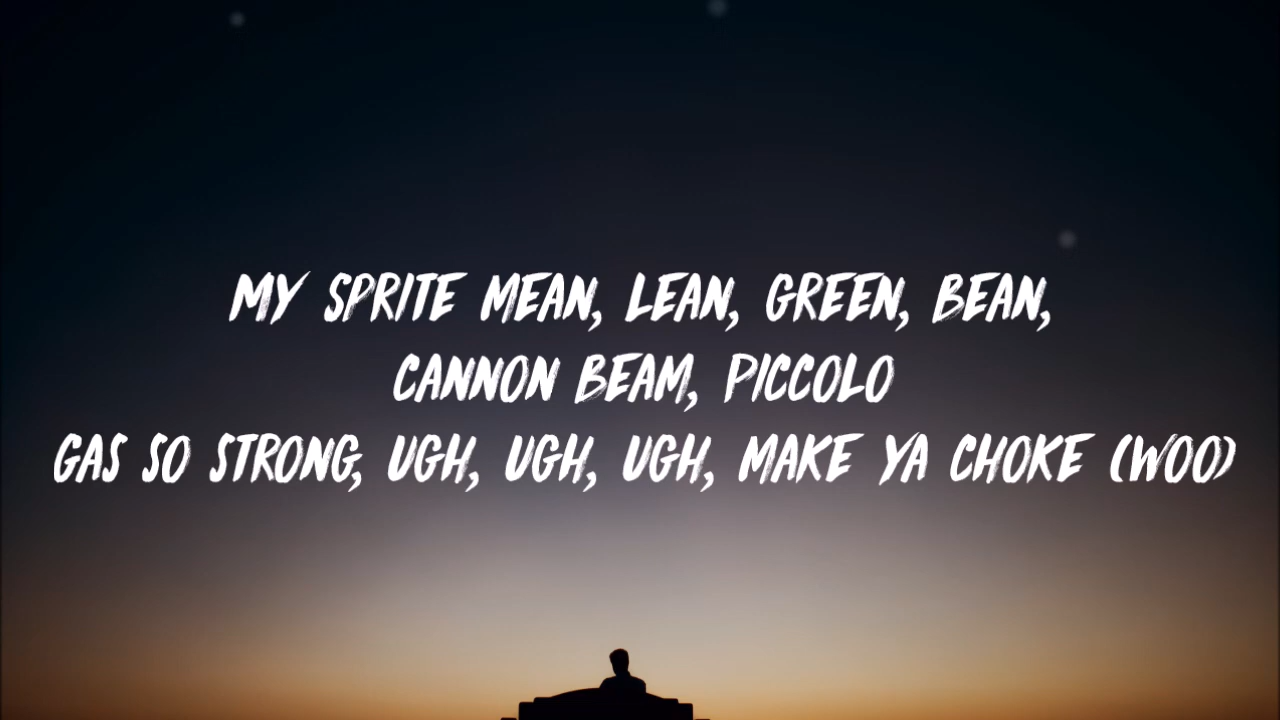 MY SPRITE MEAN, LEAN, GREEN, BEAN,
CANNON BEAM, PICCOLO
GAS SO STRONG, UGH, UGH, UGH, MAKE YA CHOKE (WOO)